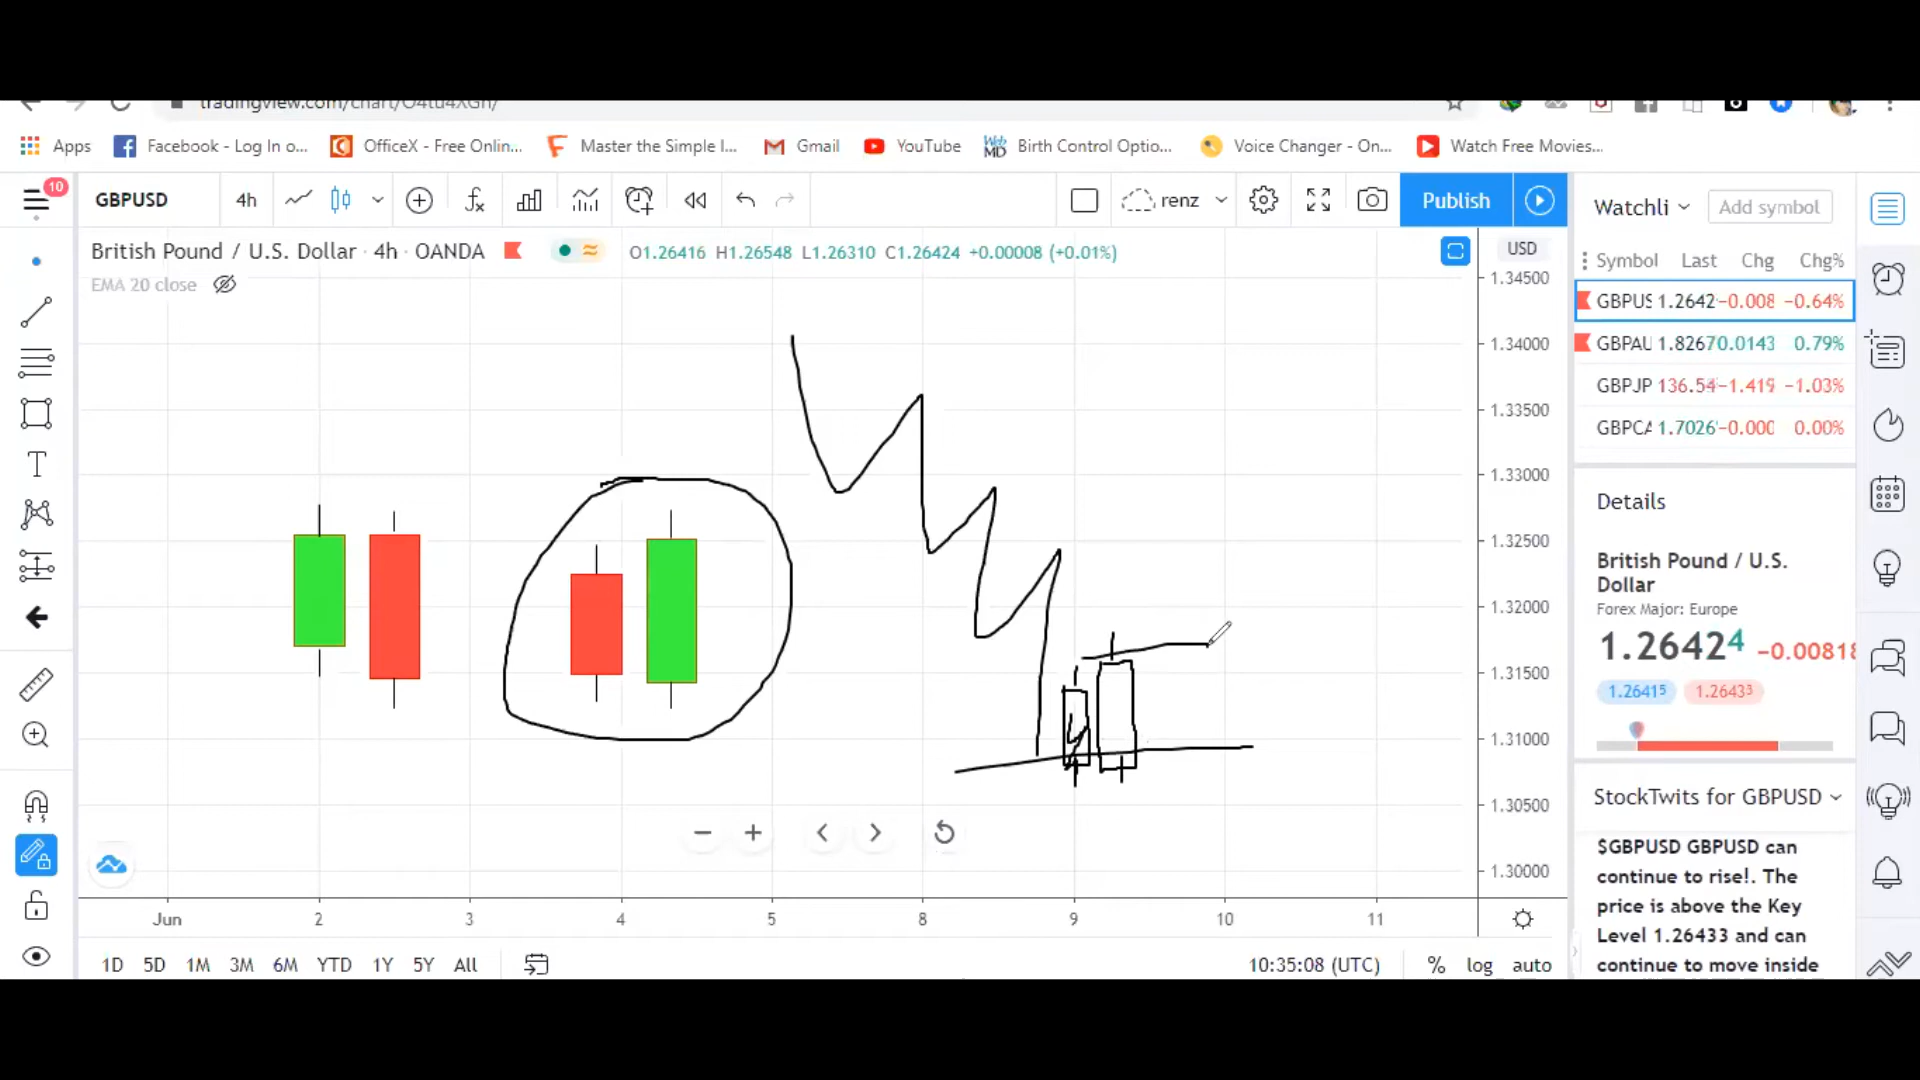 tradingview.com/chart/O4tu4XGh/
Apps Facebook - Log In o... OfficeX - Free Onlin... Master the Simple I... Gmail YouTube Web MD Birth Control Optio... Voice Changer - On... Watch Free Movies...
10 GBPUSD 4h renz Publish Watchli Add symbol
British Pound / U.S. Dollar · 4h · OANDA O1.26416 H1.26548 L1.26310 C1.26424 +0.00008 (+0.01%) USD
EMA 20 close
Symbol Last Chg Chg%
GBPUS 1.2642 -0.008 -0.64%
GBPAU 1.8267 0.0143 0.79%
GBPJP 136.54 -1.419 -1.03%
GBPCA 1.7026 -0.000 0.00%
1.34500
1.34000
1.33500
1.33000
1.32500
1.32000
1.31500
1.31000
1.30500
1.30000
Details
British Pound / U.S.
Dollar
Forex Major: Europe
1.26424 -0.00818
1.26415 1.26433
StockTwits for GBPUSD
$GBPUSD GBPUSD can
continue to rise!. The
price is above the Key
Level 1.26433 and can
continue to move inside
Jun 2 3 4 5 8 9 10 11
1D 5D 1M 3M 6M YTD 1Y 5Y All 10:35:08 (UTC) % log auto